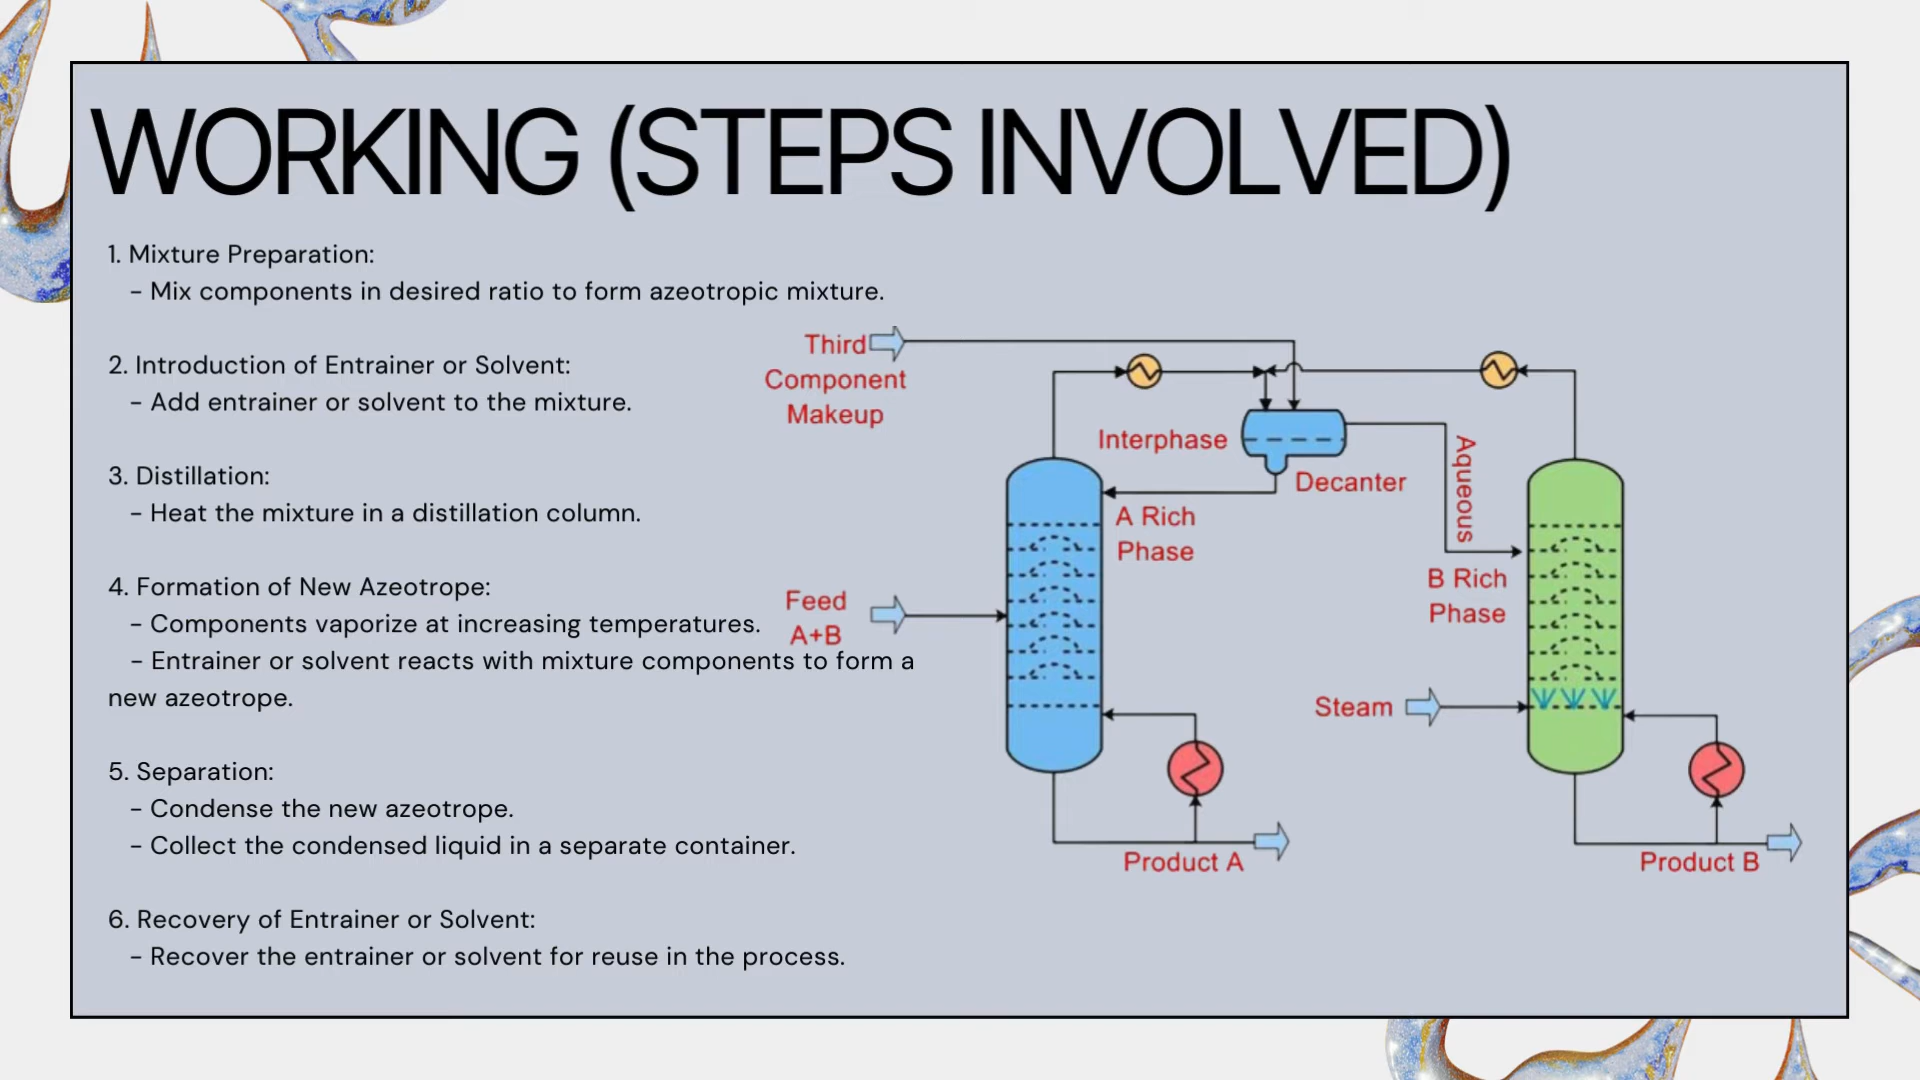 WORKING (STEPS INVOLVED)
1. Mixture Preparation:
- Mix components in desired ratio to form azeotropic mixture.
2. Introduction of Entrainer or Solvent:
- Add entrainer or solvent to the mixture.
3. Distillation:
- Heat the mixture in a distillation column.
4. Formation of New Azeotrope:
- Components vaporize at increasing temperatures.
- Entrainer or solvent reacts with mixture components to form a
new azeotrope.
5. Separation:
- Condense the new azeotrope.
- Collect the condensed liquid in a separate container.
6. Recovery of Entrainer or Solvent:
- Recover the entrainer or solvent for reuse in the process.
Third
Component
Makeup
Interphase
Decanter
Aqueous
A Rich
Phase
B Rich
Phase
Feed
A+B
Steam
Product A
Product B